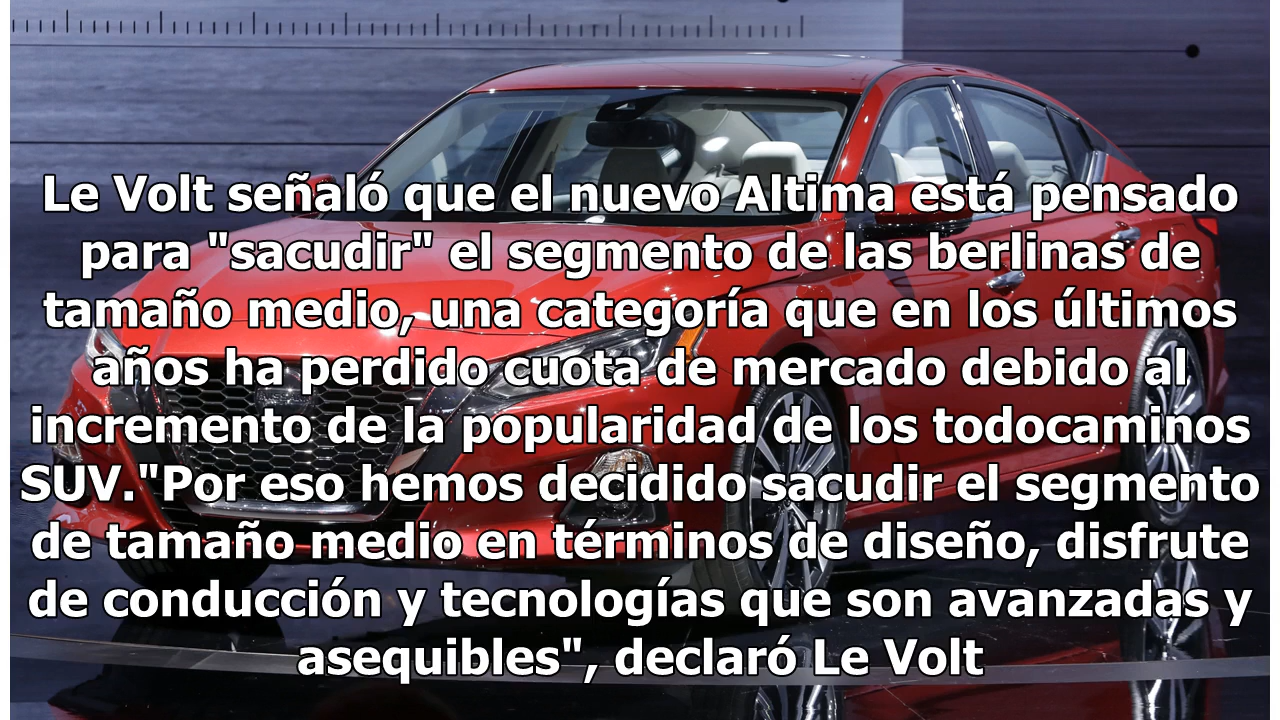 Le Volt señaló que el nuevo Altima está pensado
para "sacudir" el segmento de las berlinas de
tamaño medio, una categoría que en los últimos
años ha perdido cuota de mercado debido al
incremento de la popularidad de los todocaminos
SUV."Por eso hemos decidido sacudir el segmento
de tamaño medio en términos de diseño, disfrute
de conducción y tecnologías que son avanzadas y
asequibles", declaró Le Volt